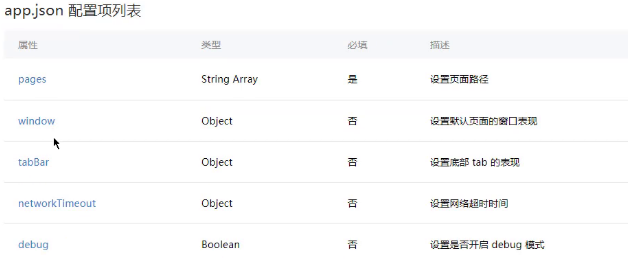 app.json 配置项列表
属性 类型 必填 描述
pages String Array 是 设置页面路径
window Object 否 设置默认页面的窗口表现
tabBar Object 否 设置底部 tab 的表现
networkTimeout Object 否 设置网络超时时间
debug Boolean 否 设置是否开启 debug 模式